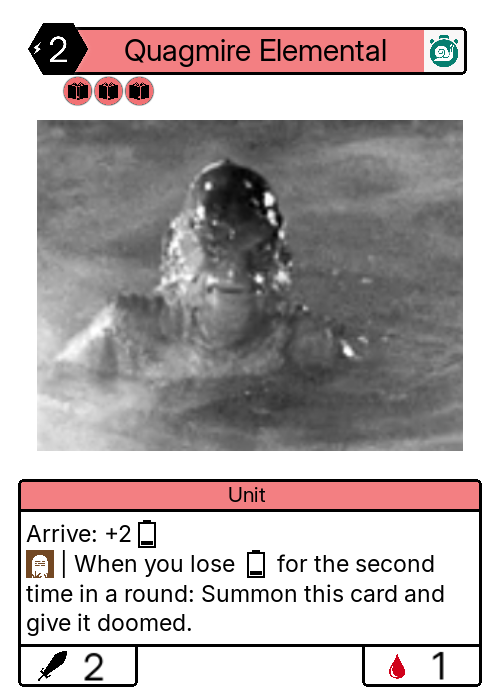 2
Quagmire Elemental
Unit
Arrive: +2
| When you lose for the second
time in a round: Summon this card and
give it doomed.
2
1